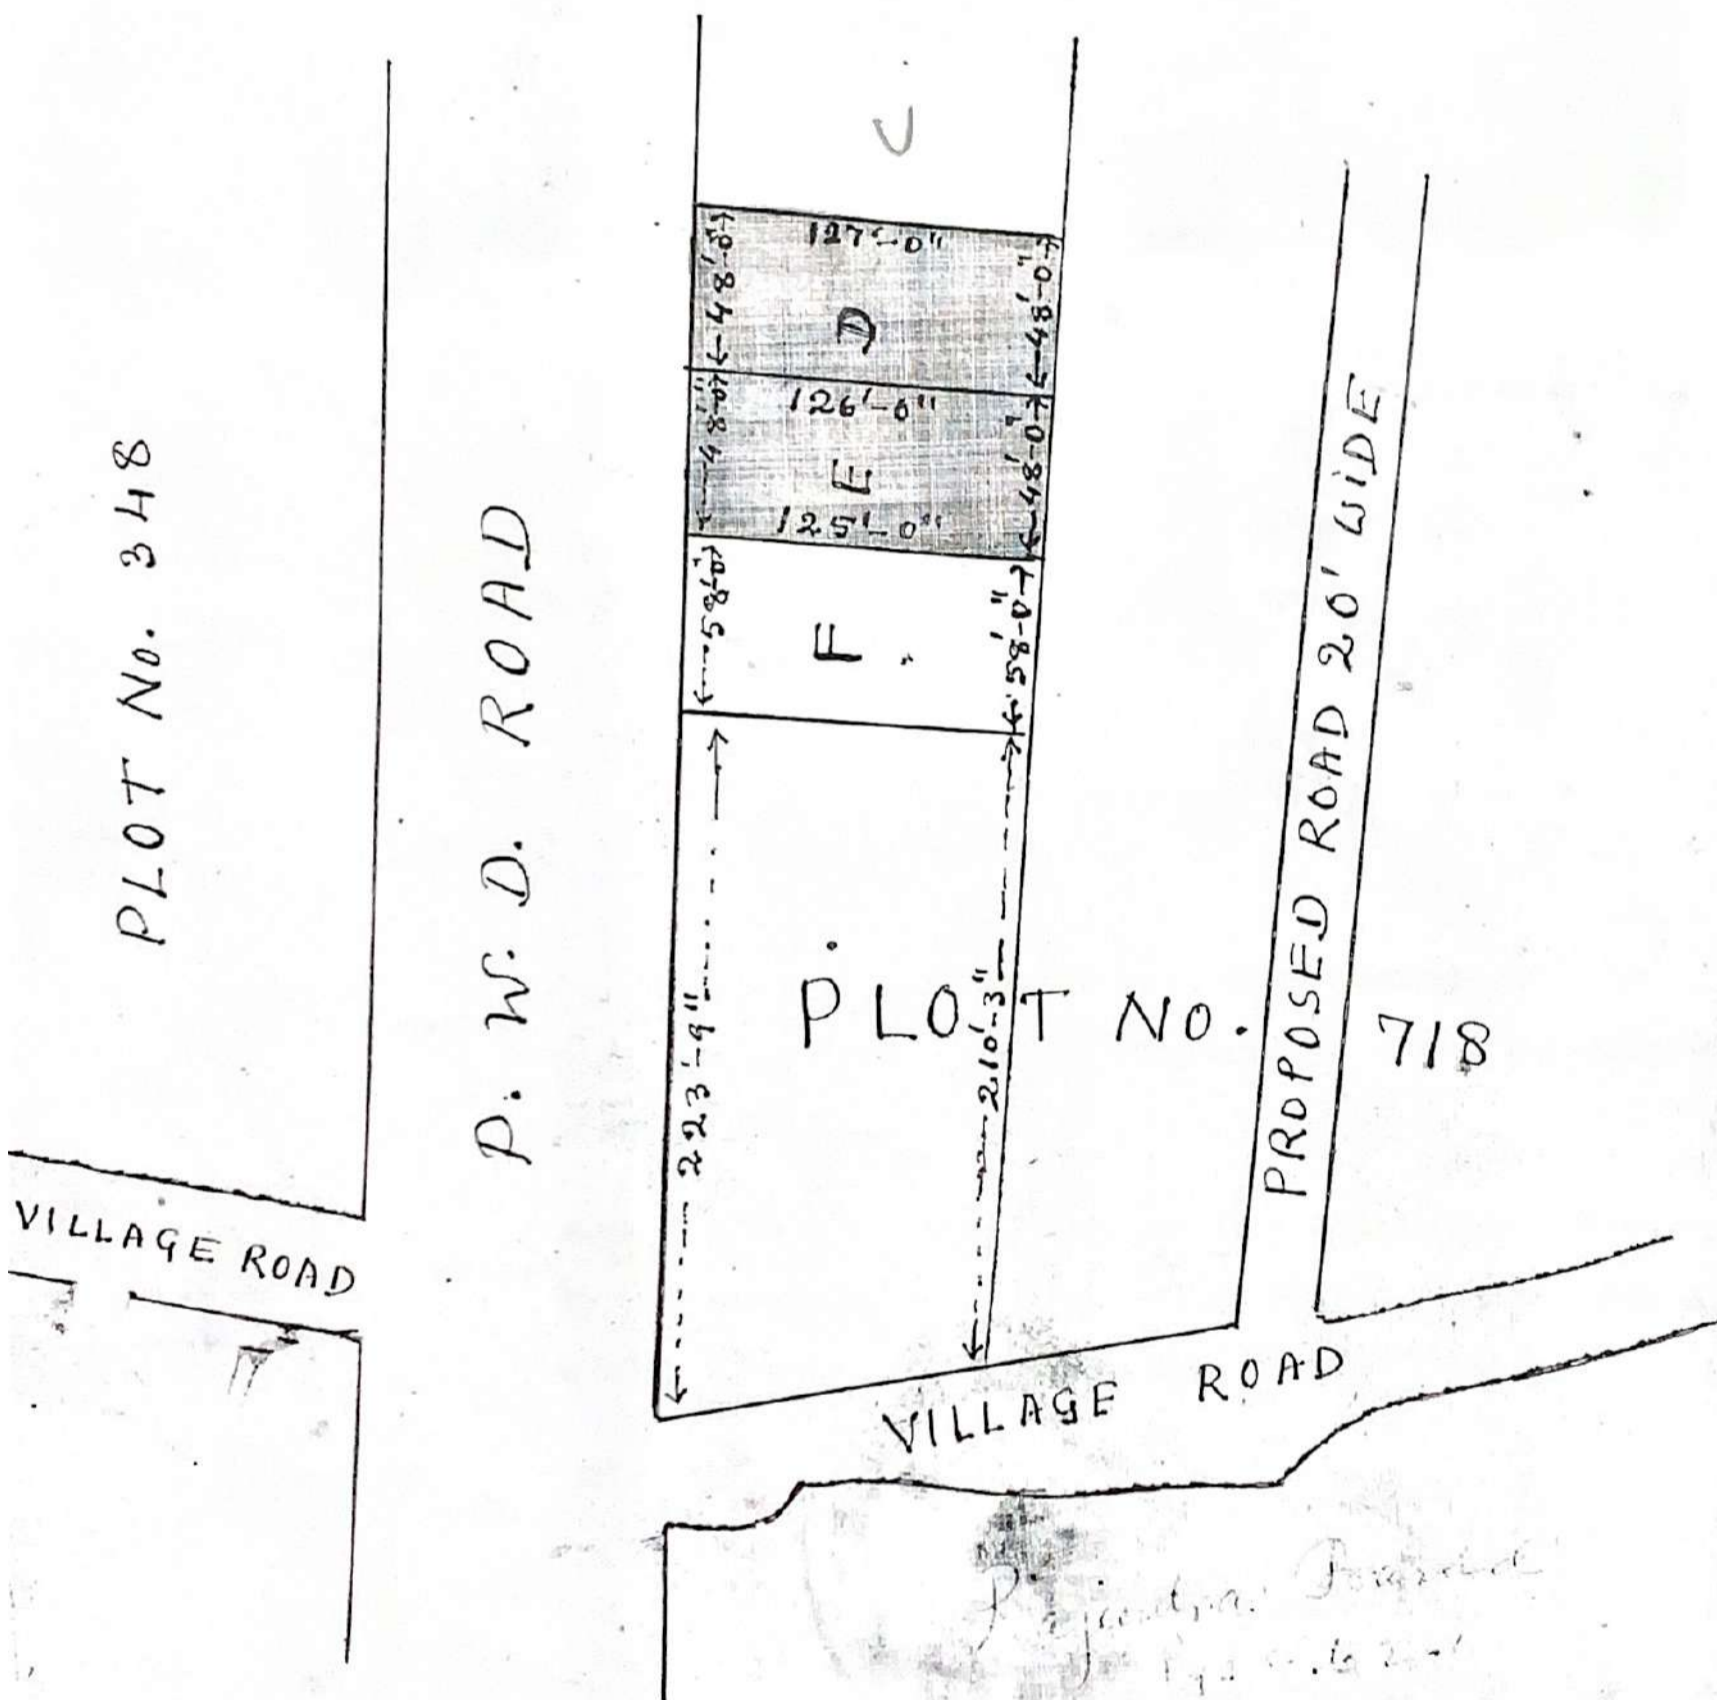 C
127'-0"
48'-0"
48'-0"
D
126'-0"
48'-0"
48'-0"
E
125'-0"
58'-0"
58'-0"
F
PLOT No. 348
P. W. D. ROAD
PROPOSED ROAD 20' WIDE
223'-9"
210'-3"
PLOT No. 718
VILLAGE ROAD
VILLAGE ROAD